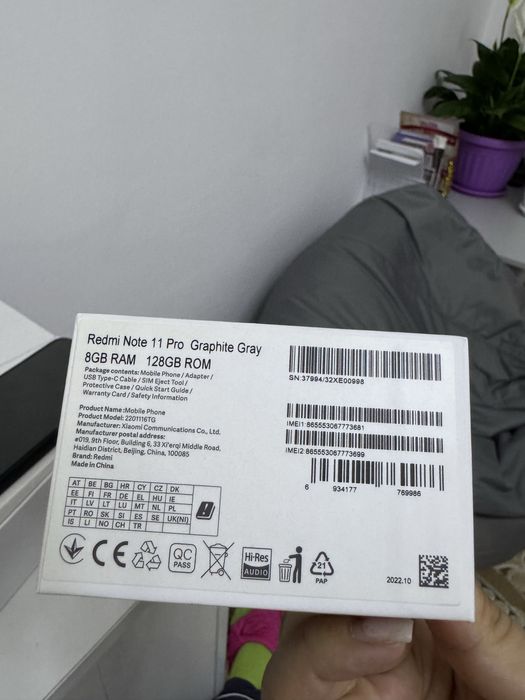 Redmi Note 11 Pro Graphite Gray
8GB RAM 128GB ROM
Package contents: Mobile Phone / Adapter /
USB Type-C Cable / SIM Eject Tool /
Protective Case / Quick Start Guide /
Warranty Card / Safety Information
Product Name :Mobile Phone
Product Model: 2201116TG
Manufacturer: Xiaomi Communications Co., Ltd.
Manufacturer postal address:
#019, 9th Floor, Building 6, 33 Xi'erqi Middle Road,
Haidian District, Beijing, China, 100085
Brand: Redmi
Made in China
SN:37994/32XE00998
IMEI1:865553067773681
IMEI2:865553067773699
6 934177 769986
AT BE BG HR CY CZ DK
EE FI FR DE EL HU IE
IT LV LT LU MT NL PL
PT RO SK SI ES SE UK(NI)
IS LI NO CH TR
CE
QC
PASS
Hi-Res
AUDIO
21
PAP
2022.10